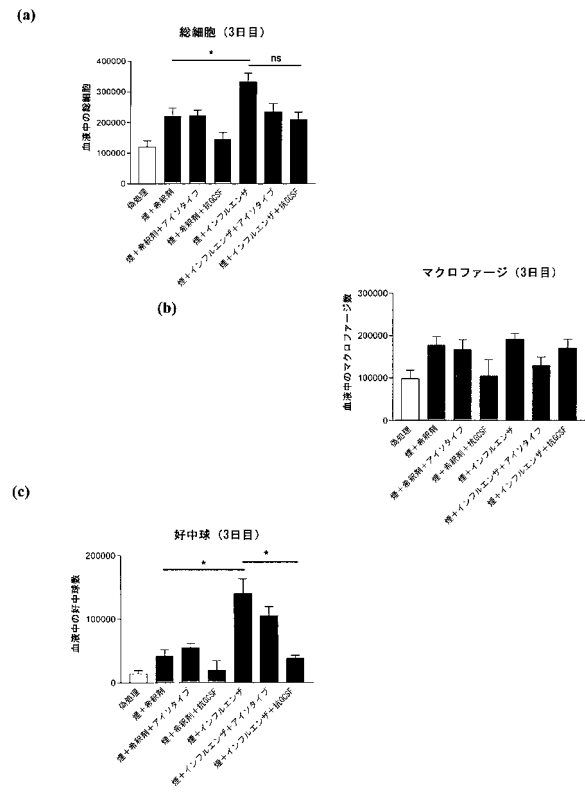 (a)
総細胞 (3日目)
*
ns
血液中の総細胞
400000
300000
200000
100000
0
偽処理
煙+希釈剤
煙+希釈剤+アイソタイプ
煙+希釈剤+抗GCSF
煙+インフルエンザ
煙+インフルエンザ+アイソタイプ
煙+インフルエンザ+抗GCSF
(b)
マクロファージ (3日目)
血液中のマクロファージ数
300000
200000
100000
0
偽処理
煙+希釈剤
煙+希釈剤+アイソタイプ
煙+希釈剤+抗GCSF
煙+インフルエンザ
煙+インフルエンザ+アイソタイプ
煙+インフルエンザ+抗GCSF
(c)
好中球 (3日目)
*
*
血液中の好中球数
200000
100000
0
偽処理
煙+希釈剤
煙+希釈剤+アイソタイプ
煙+希釈剤+抗GCSF
煙+インフルエンザ
煙+インフルエンザ+アイソタイプ
煙+インフルエンザ+抗GCSF